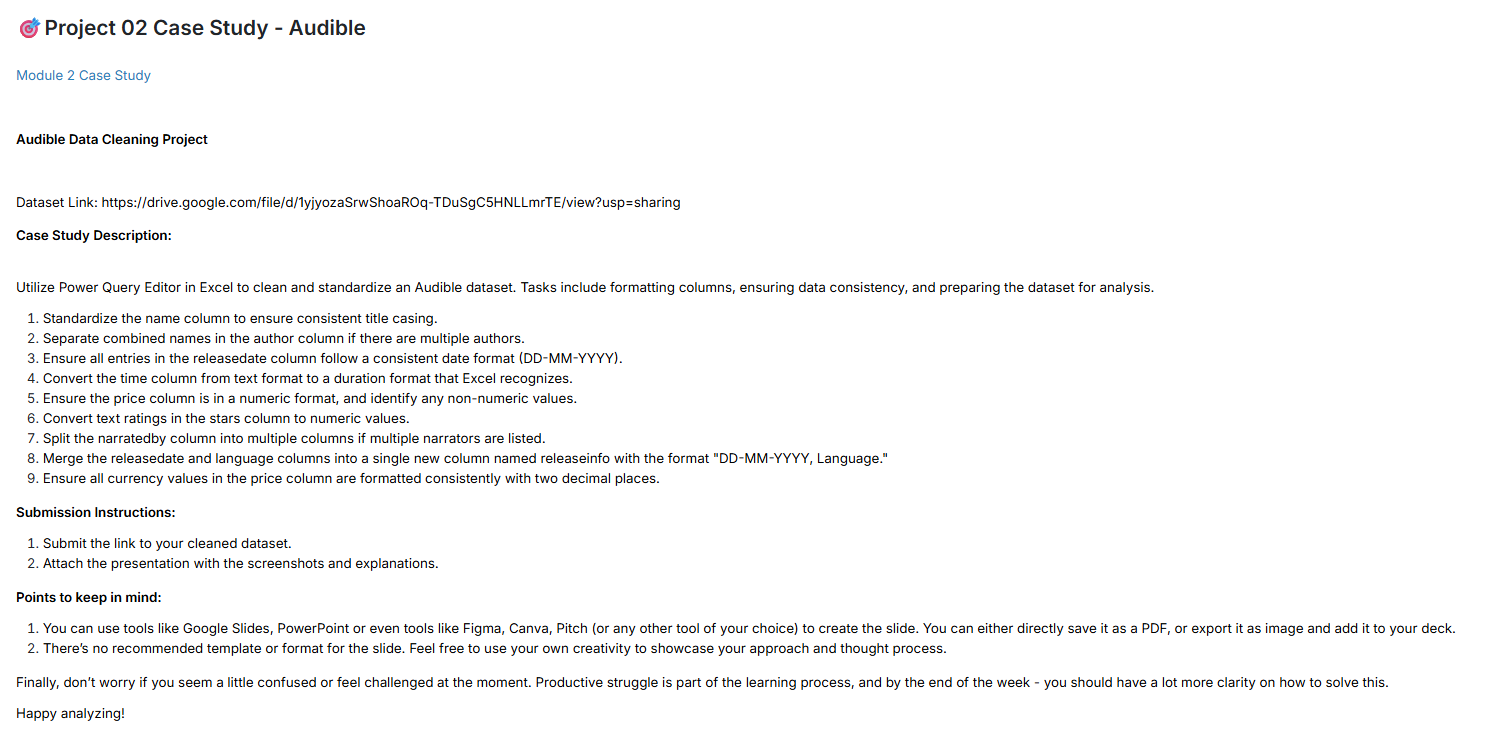 🎯 Project 02 Case Study - Audible
Module 2 Case Study
Audible Data Cleaning Project
Dataset Link: https://drive.google.com/file/d/1yjyozaSrwShoaROq-TDuSgC5HNLLmrTE/view?usp=sharing
Case Study Description:
Utilize Power Query Editor in Excel to clean and standardize an Audible dataset. Tasks include formatting columns, ensuring data consistency, and preparing the dataset for analysis.
1. Standardize the name column to ensure consistent title casing.
2. Separate combined names in the author column if there are multiple authors.
3. Ensure all entries in the releasedate column follow a consistent date format (DD-MM-YYYY).
4. Convert the time column from text format to a duration format that Excel recognizes.
5. Ensure the price column is in a numeric format, and identify any non-numeric values.
6. Convert text ratings in the stars column to numeric values.
7. Split the narratedby column into multiple columns if multiple narrators are listed.
8. Merge the releasedate and language columns into a single new column named releaseinfo with the format "DD-MM-YYYY, Language."
9. Ensure all currency values in the price column are formatted consistently with two decimal places.
Submission Instructions:
1. Submit the link to your cleaned dataset.
2. Attach the presentation with the screenshots and explanations.
Points to keep in mind:
1. You can use tools like Google Slides, PowerPoint or even tools like Figma, Canva, Pitch (or any other tool of your choice) to create the slide. You can either directly save it as a PDF, or export it as image and add it to your deck.
2. There's no recommended template or format for the slide. Feel free to use your own creativity to showcase your approach and thought process.
Finally, don't worry if you seem a little confused or feel challenged at the moment. Productive struggle is part of the learning process, and by the end of the week - you should have a lot more clarity on how to solve this.
Happy analyzing!